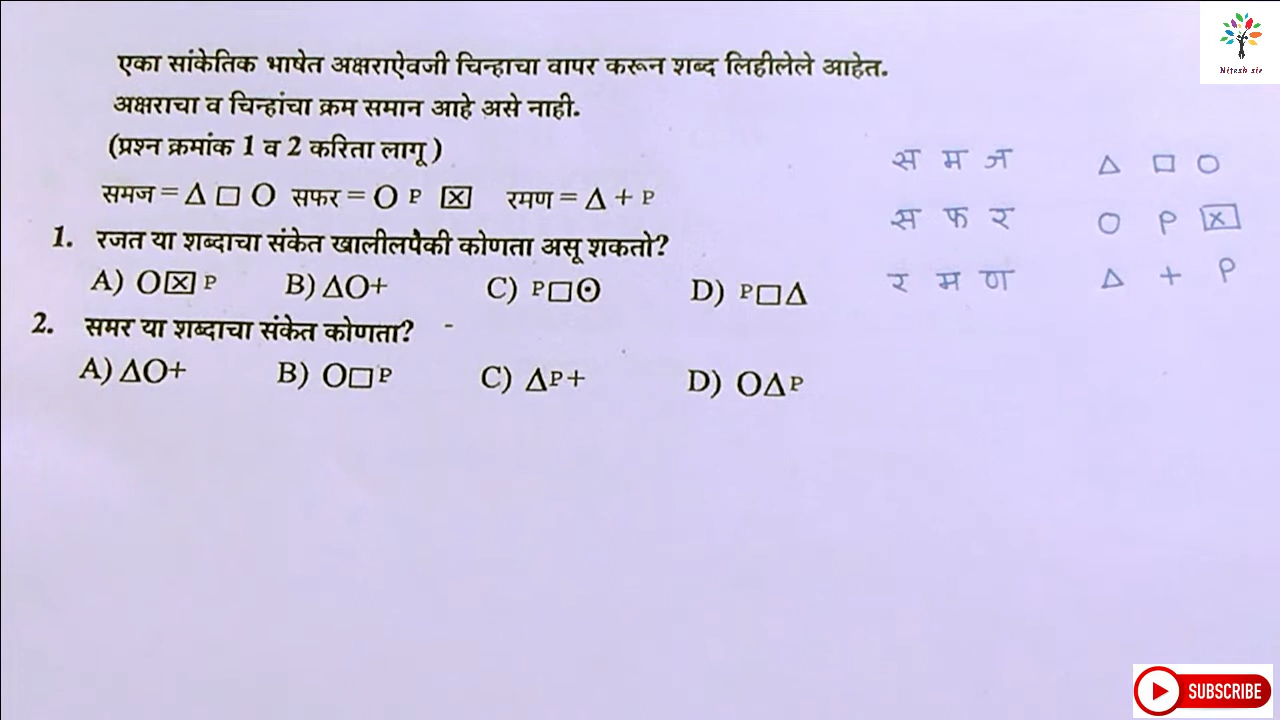 Nitesh sir
एका सांकेतिक भाषेत अक्षराऐवजी चिन्हाचा वापर करून शब्द लिहीलेले आहेत.
अक्षराचा व चिन्हांचा क्रम समान आहे असे नाही.
(प्रश्न क्रमांक 1 व 2 करिता लागू )
समज = Δ □ O सफर = O P ☒ रमण = Δ + P
1. रजत या शब्दाचा संकेत खालीलपैकी कोणता असू शकतो?
A) O☒P B) ΔO+ C) P□ʘ D) P□Δ
2. समर या शब्दाचा संकेत कोणता? -
A) ΔO+ B) O□P C) ΔP+ D) OΔP
स म ज Δ □ O
स फ र O P ☒
र म ण Δ + P
SUBSCRIBE